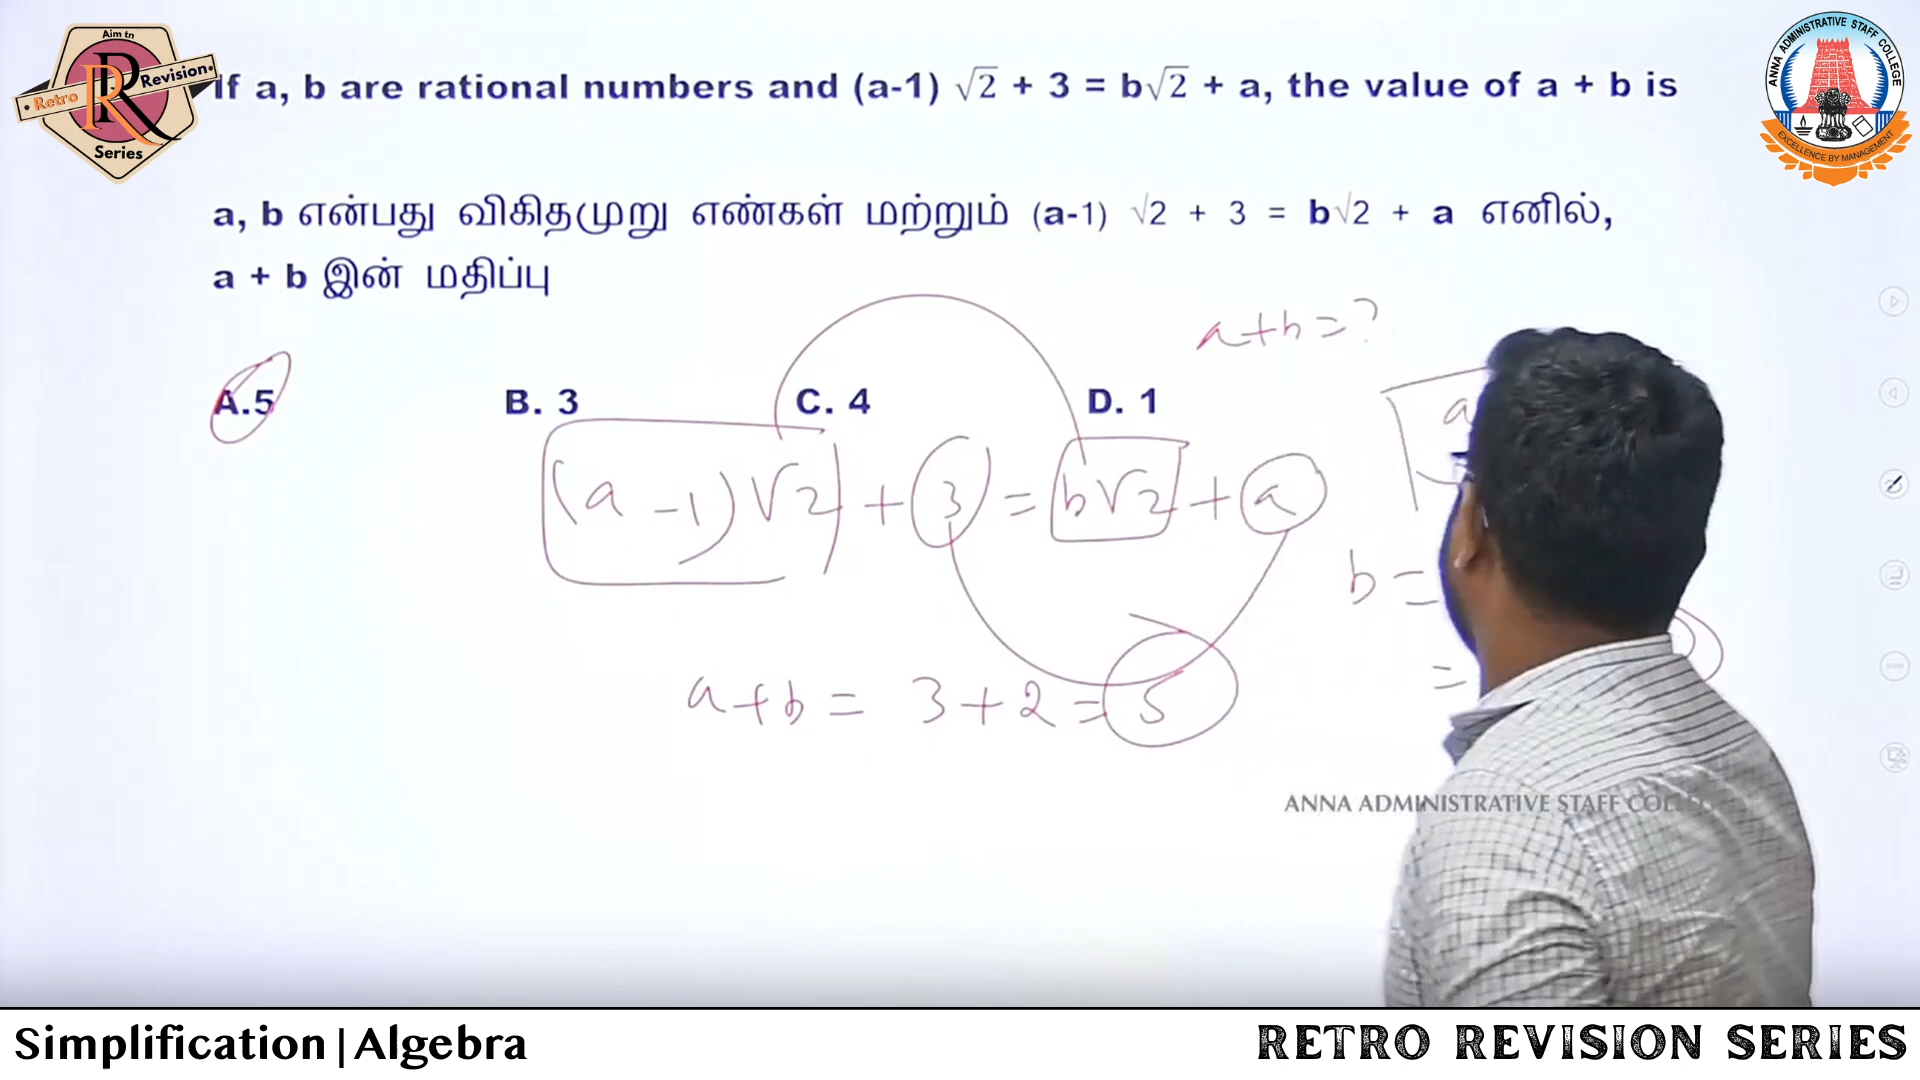 Aim to
Retro
R R
Revision
Series
ANNA ADMINISTRATIVE STAFF COLLEGE
EXCELLENCE BY MANAGEMENT
If a, b are rational numbers and (a-1) √2 + 3 = b√2 + a, the value of a + b is
a, b என்பது விகிதமுறு எண்கள் மற்றும் (a-1) √2 + 3 = b√2 + a எனில்,
a + b இன் மதிப்பு
a+b=?
A.5 B. 3 C. 4 D. 1
a
(a-1)√2 + 3 = b√2 + a
b =
=
a+b = 3+2=5
ANNA ADMINISTRATIVE STAFF COL
Simplification|Algebra
RETRO REVISION SERIES